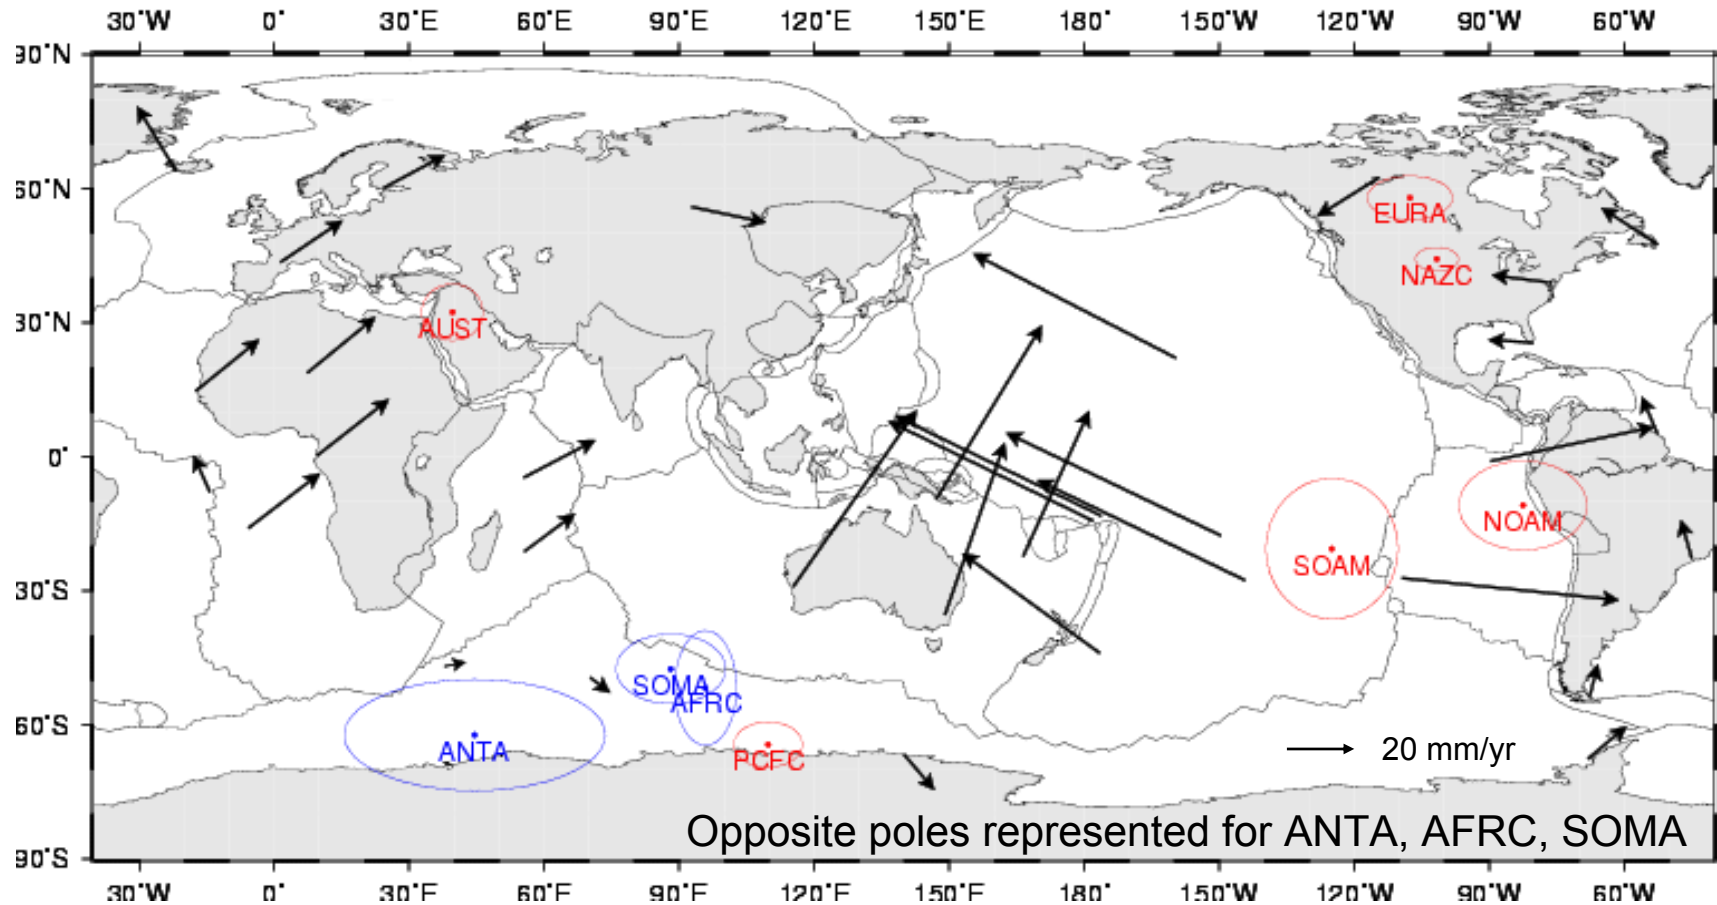 30°W 0° 30°E 60°E 90°E 120°E 150°E 180° 150°W 120°W 90°W 60°W
90°N
60°N
EURA
NAZC
30°N
AUST
0°
NOAM
SOAM
30°S
SOMA
AFRC
60°S
ANTA
PCFC
20 mm/yr
Opposite poles represented for ANTA, AFRC, SOMA
90°S
30°W 0° 30°E 60°E 90°E 120°E 150°E 180° 150°W 120°W 90°W 60°W